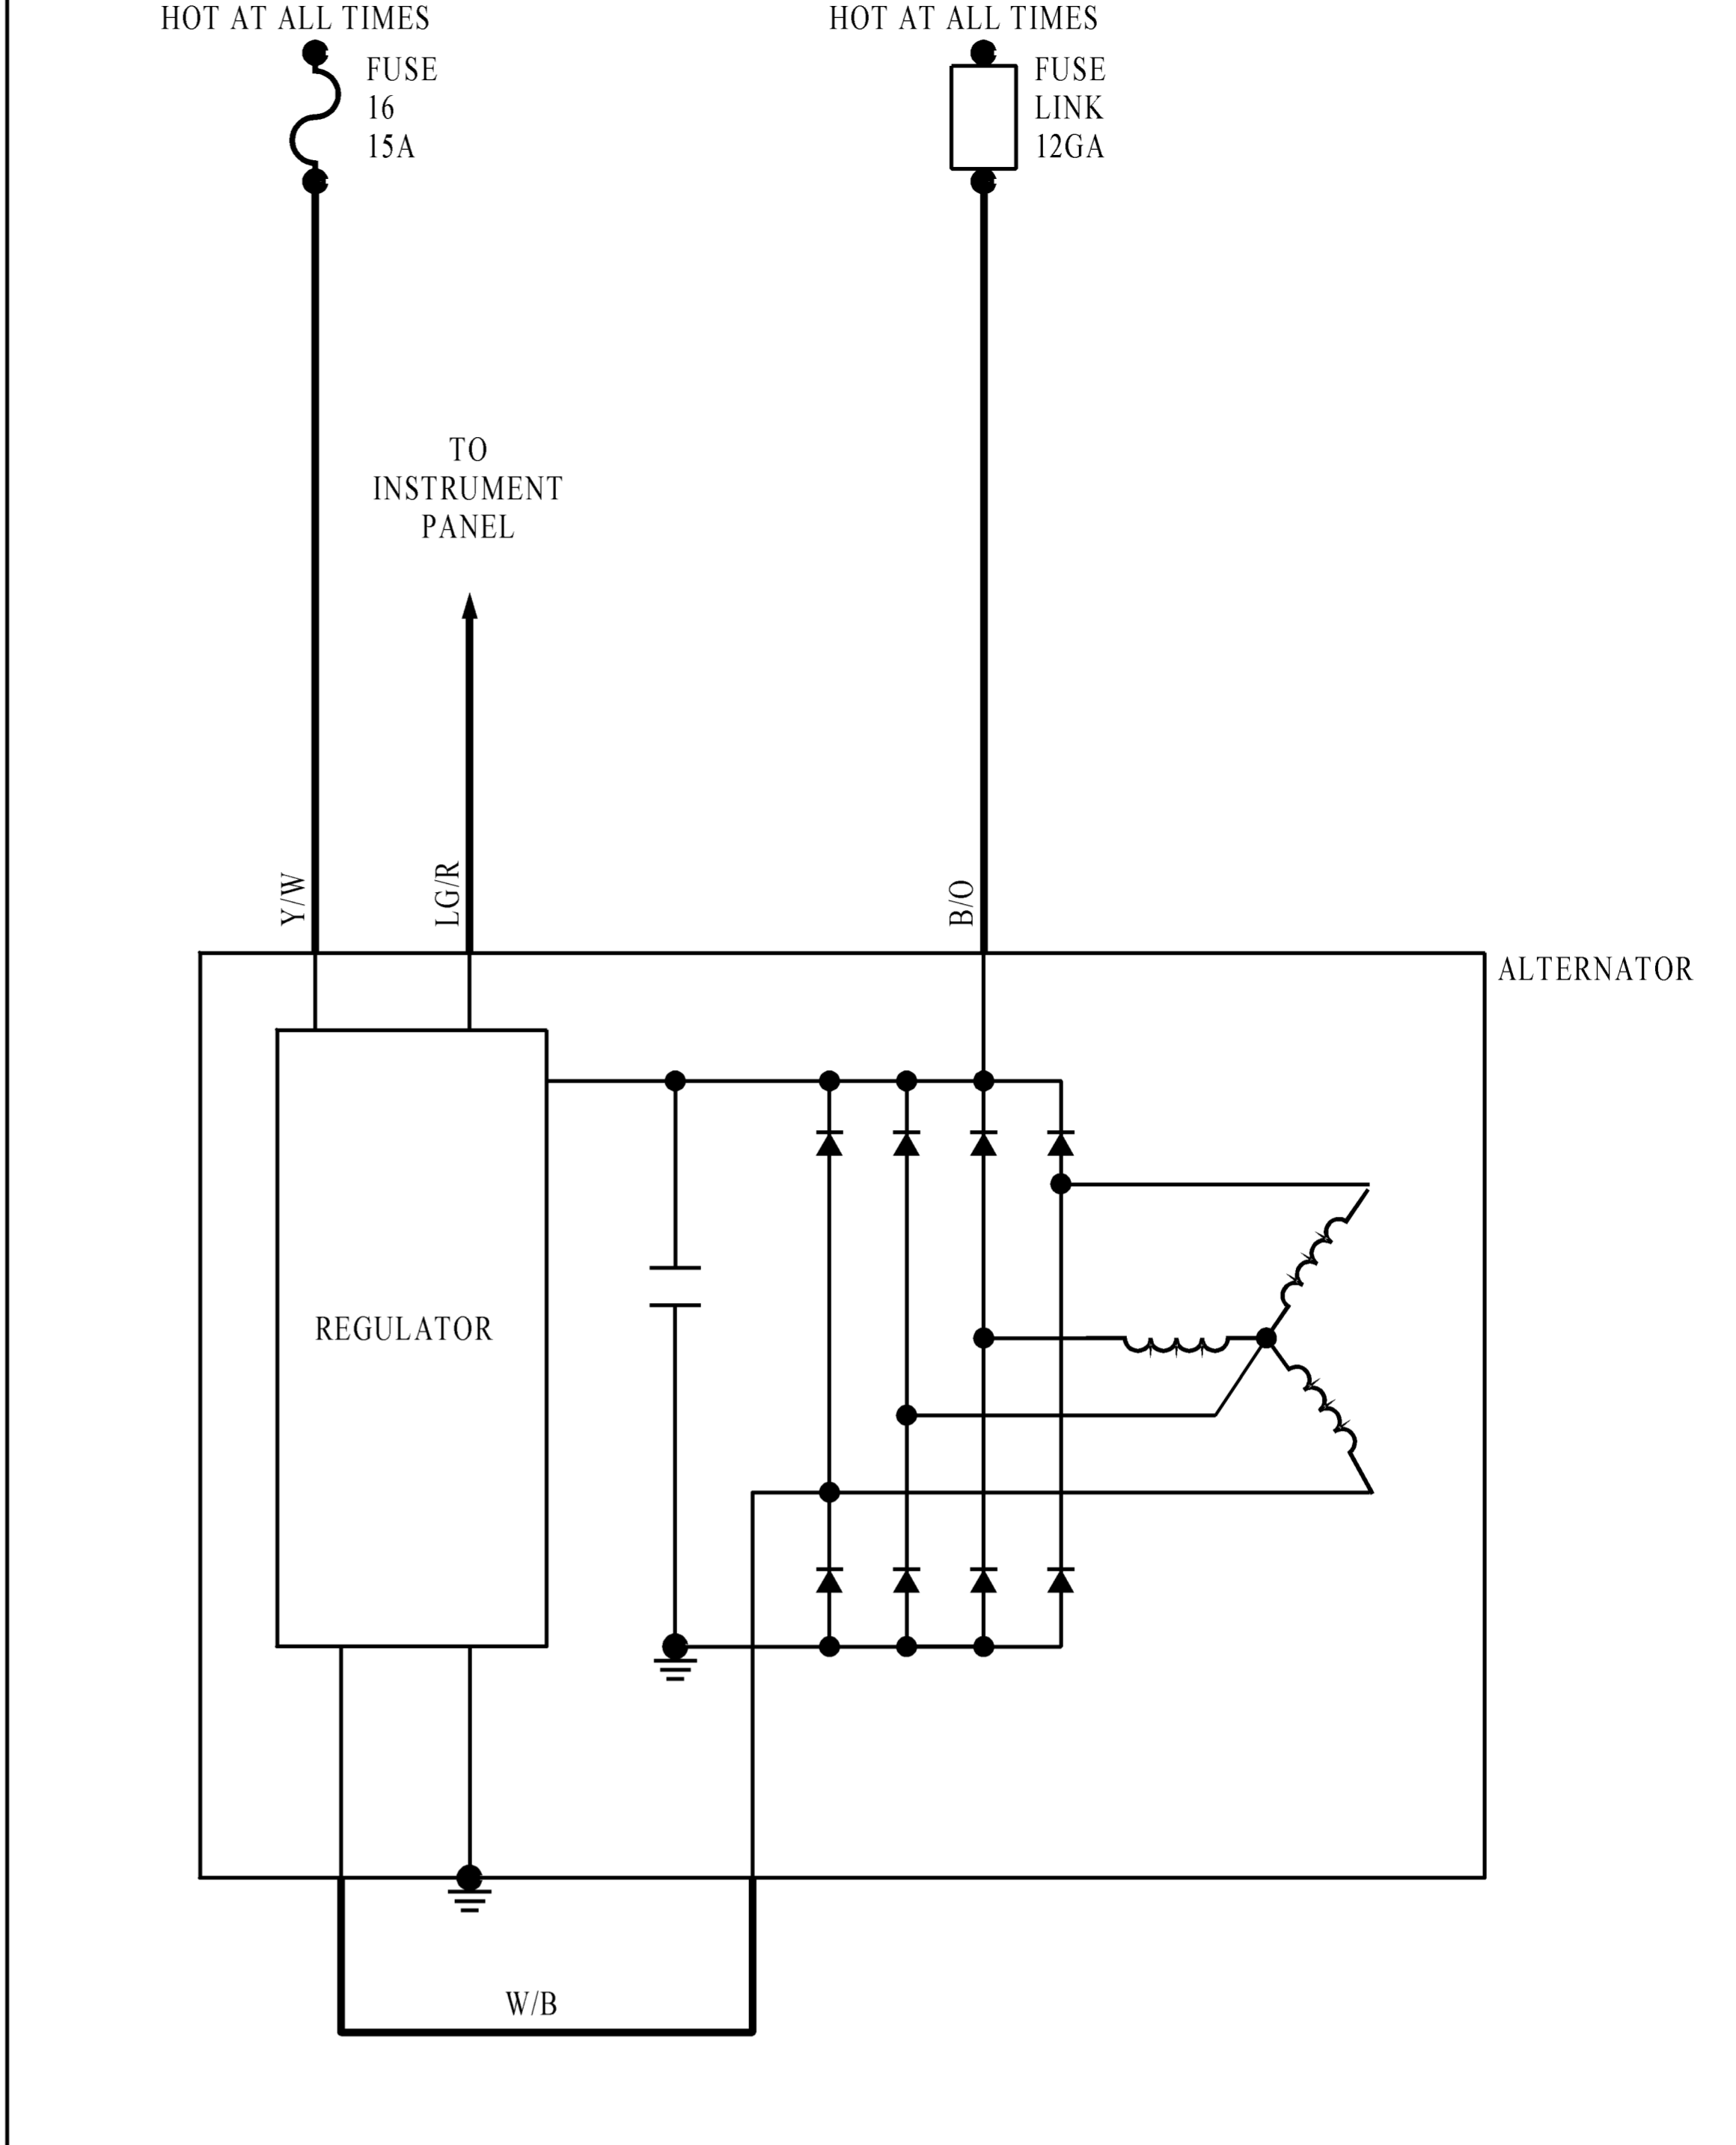 HOT AT ALL TIMES
FUSE
16
15A
HOT AT ALL TIMES
FUSE
LINK
12GA
TO
INSTRUMENT
PANEL
Y/W
LG/R
B/O
ALTERNATOR
REGULATOR
W/B